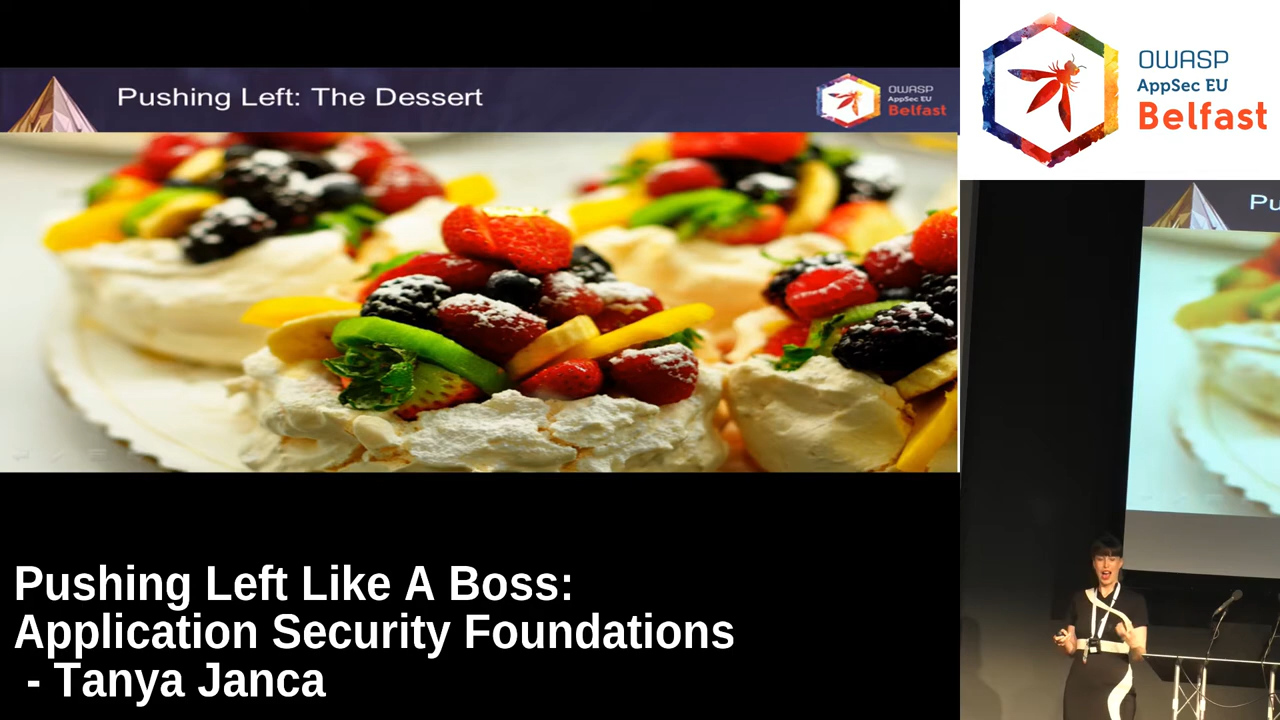 Pushing Left: The Dessert
OWASP
AppSec EU
Belfast
OWASP
AppSec EU
Belfast
Pu
Pushing Left Like A Boss:
Application Security Foundations
- Tanya Janca